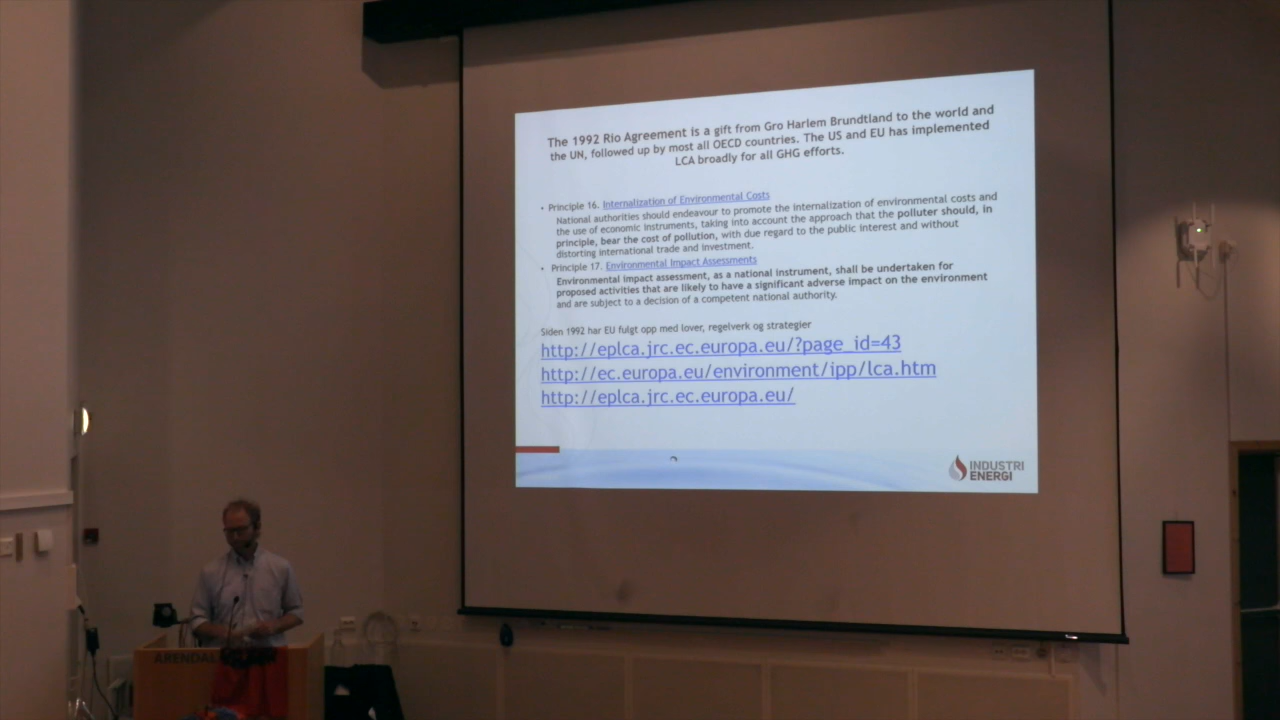 The 1992 Rio Agreement is a gift from Gro Harlem Brundtland to the world and
the UN, followed up by most all OECD countries. The US and EU has implemented
LCA broadly for all GHG efforts.
• Principle 16. Internalization of Environmental Costs
National authorities should endeavour to promote the internalization of environmental costs and
the use of economic instruments, taking into account the approach that the polluter should, in
principle, bear the cost of pollution, with due regard to the public interest and without
distorting international trade and investment.
• Principle 17. Environmental Impact Assessments
Environmental impact assessment, as a national instrument, shall be undertaken for
proposed activities that are likely to have a significant adverse impact on the environment
and are subject to a decision of a competent national authority.
Siden 1992 har EU fulgt opp med lover, regelverk og strategier
http://eplca.jrc.ec.europa.eu/?page_id=43
http://ec.europa.eu/environment/ipp/lca.htm
http://eplca.jrc.ec.europa.eu/
INDUSTRI
ENERGI